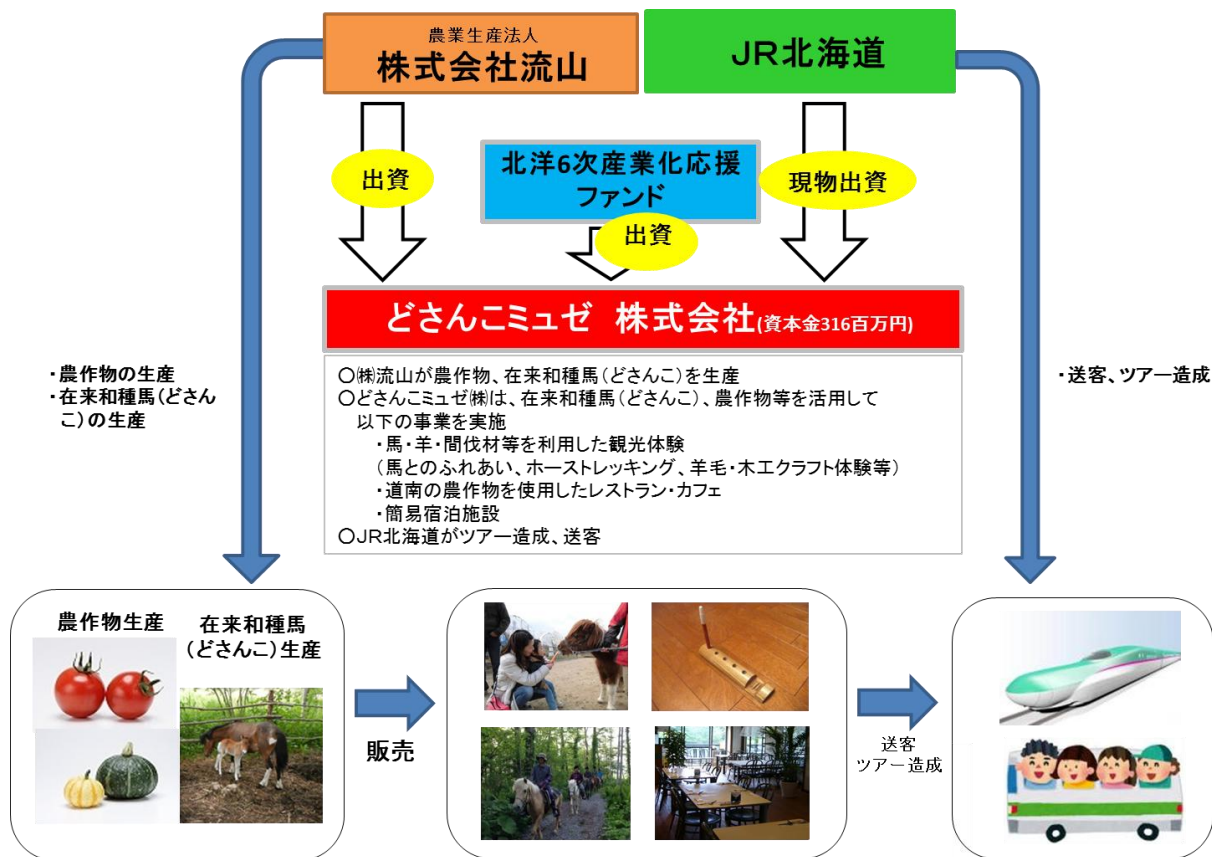 農業生産法人
株式会社流山
JR北海道
出資
北洋6次産業化応援
ファンド
現物出資
出資
どさんこミュゼ 株式会社(資本金316百万円)
・農作物の生産
・在来和種馬(どさん
こ)の生産
・送客、ツアー造成
○㈱流山が農作物、在来和種馬(どさんこ)を生産
○どさんこミュゼ㈱は、在来和種馬(どさんこ)、農作物等を活用して
以下の事業を実施
・馬・羊・間伐材等を利用した観光体験
(馬とのふれあい、ホーストレッキング、羊毛・木工クラフト体験等)
・道南の農作物を使用したレストラン・カフェ
・簡易宿泊施設
○JR北海道がツアー造成、送客
農作物生産
在来和種馬
(どさんこ)生産
販売
送客
ツアー造成